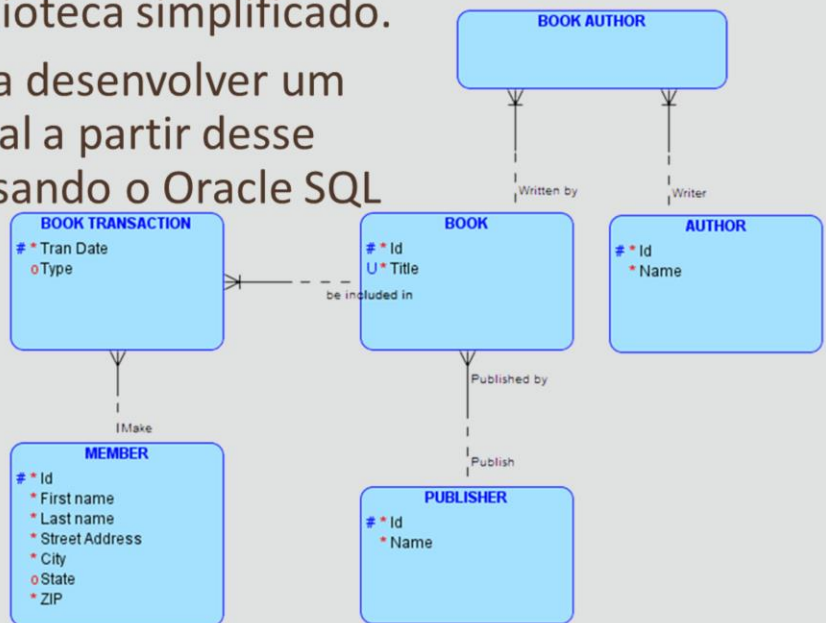 ioteca simplificado.
a desenvolver um
al a partir desse
sando o Oracle SQL
BOOK AUTHOR
Written by
Writer
BOOK TRANSACTION
# * Tran Date
o Type
be included in
BOOK
# * Id
U * Title
AUTHOR
# * Id
* Name
Published by
Make
Publish
MEMBER
# * Id
* First name
* Last name
* Street Address
* City
o State
* ZIP
PUBLISHER
# * Id
* Name